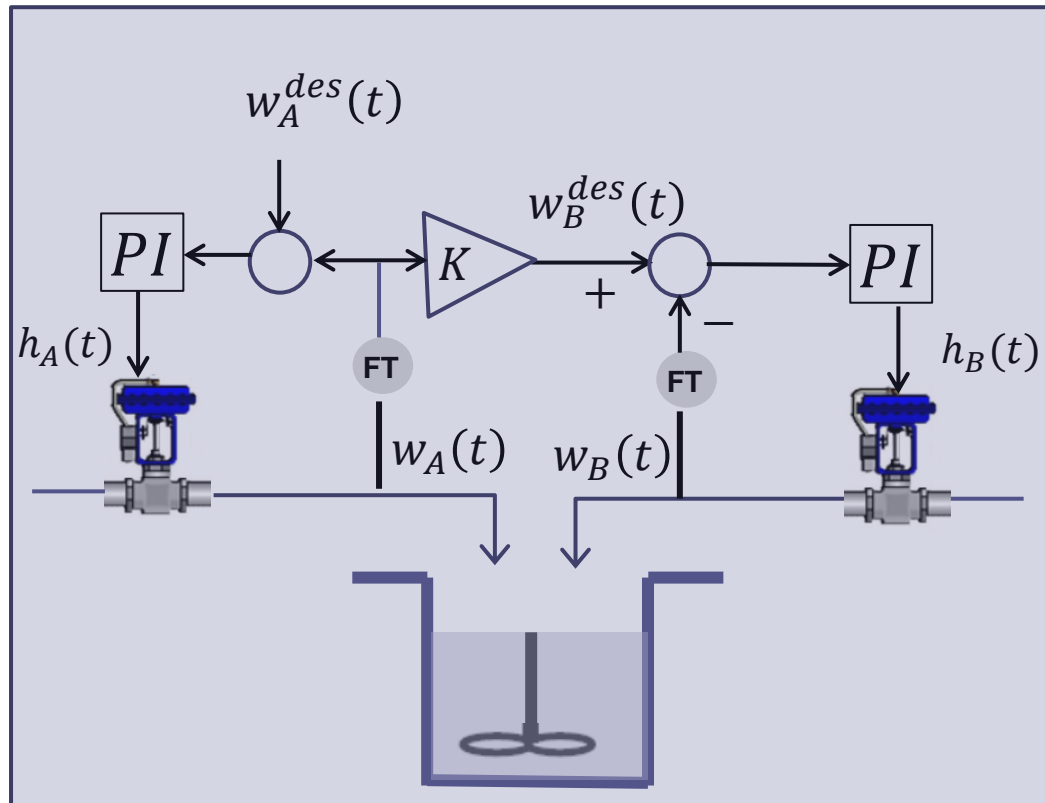 w_A^{des}(t)
w_B^{des}(t)
PI
K
PI
+
−
h_A(t)
FT
FT
h_B(t)
w_A(t)
w_B(t)